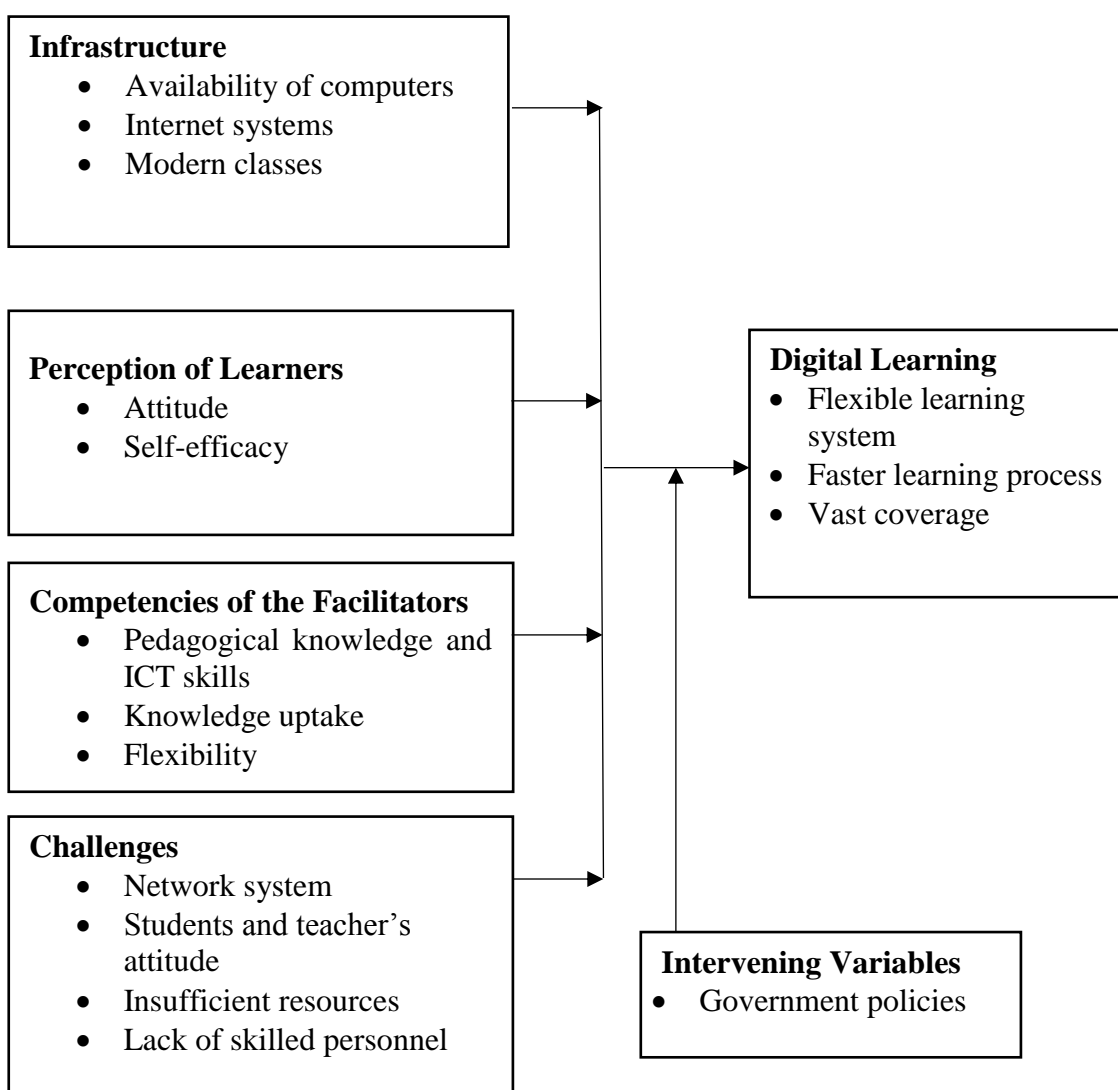 Infrastructure
• Availability of computers
• Internet systems
• Modern classes
Perception of Learners
• Attitude
• Self-efficacy
Competencies of the Facilitators
• Pedagogical knowledge and
ICT skills
• Knowledge uptake
• Flexibility
Challenges
• Network system
• Students and teacher’s
attitude
• Insufficient resources
• Lack of skilled personnel
Digital Learning
• Flexible learning
system
• Faster learning process
• Vast coverage
Intervening Variables
• Government policies